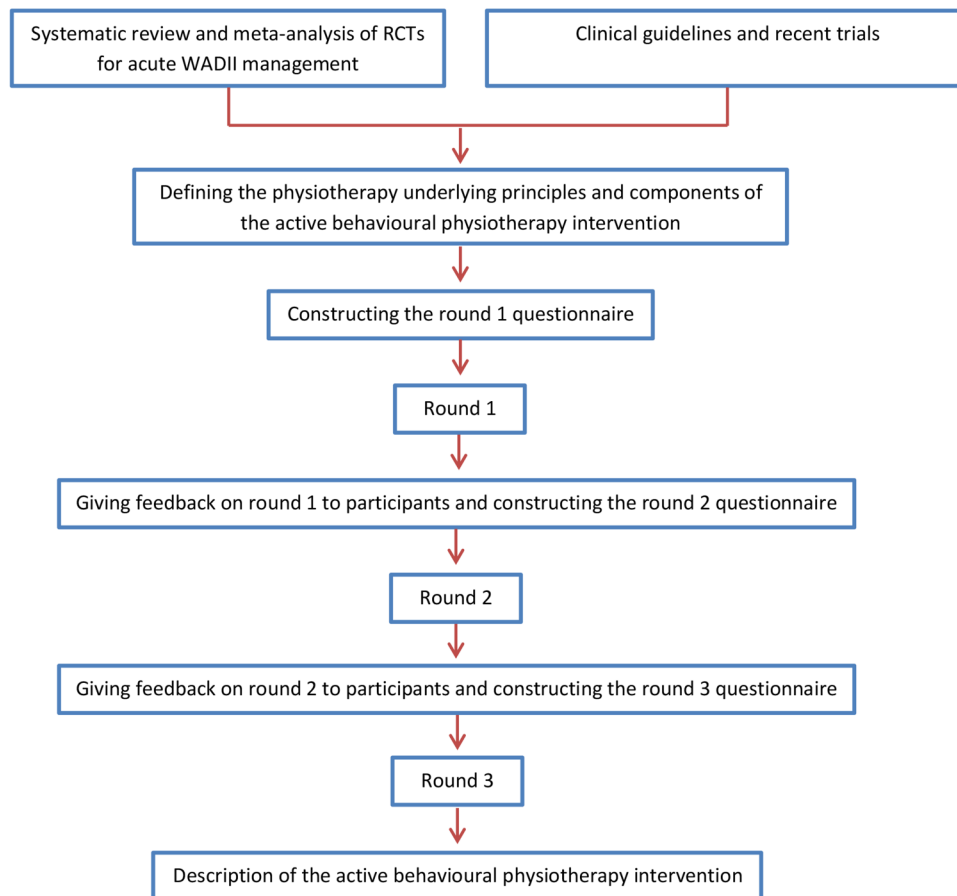 Systematic review and meta-analysis of RCTs
for acute WADII management
Clinical guidelines and recent trials
Defining the physiotherapy underlying principles and components of
the active behavioural physiotherapy intervention
Constructing the round 1 questionnaire
Round 1
Giving feedback on round 1 to participants and constructing the round 2 questionnaire
Round 2
Giving feedback on round 2 to participants and constructing the round 3 questionnaire
Round 3
Description of the active behavioural physiotherapy intervention